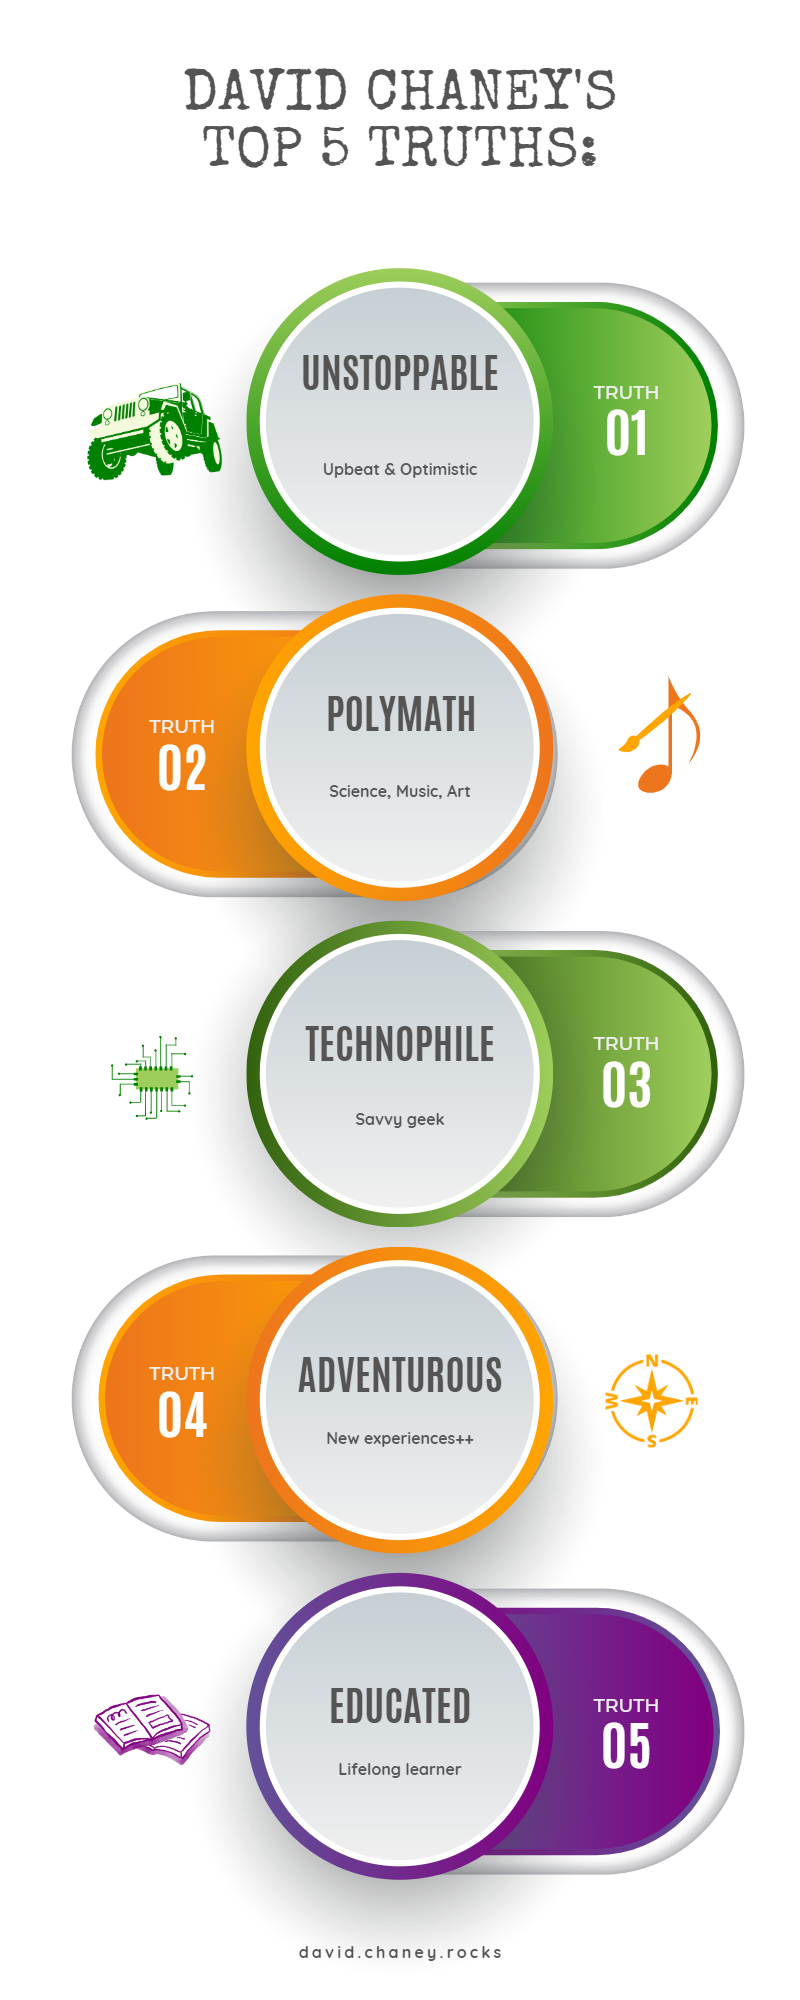 DAVID CHANEY'S
TOP 5 TRUTHS:
UNSTOPPABLE
Upbeat & Optimistic
TRUTH
01
TRUTH
02
POLYMATH
Science, Music, Art
TECHNOPHILE
Savvy geek
TRUTH
03
TRUTH
04
ADVENTUROUS
New experiences++
N
W
E
S
EDUCATED
Lifelong learner
TRUTH
05
david.chaney.rocks